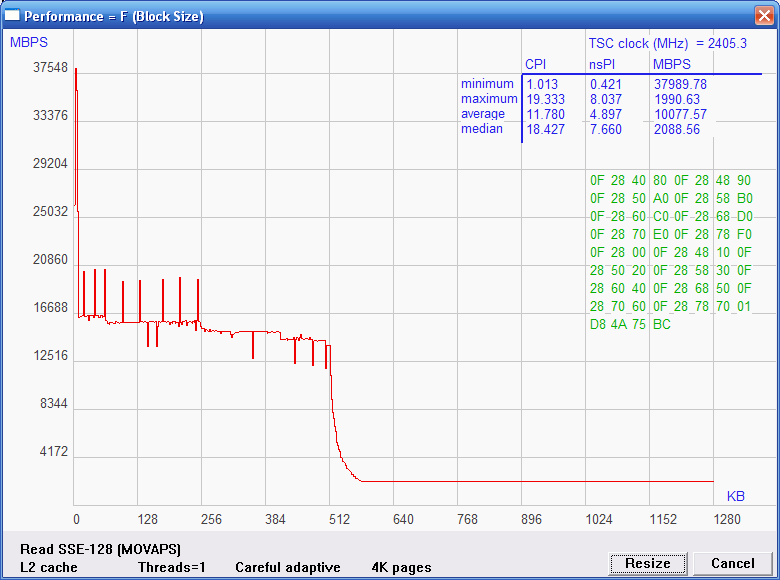 Performance = F (Block Size)
MBPS
TSC clock (MHz) = 2405.3
CPI nsPI MBPS
minimum 1.013 0.421 37989.78
maximum 19.333 8.037 1990.63
average 11.780 4.897 10077.57
median 18.427 7.660 2088.56
37548
33376
29204
25032
20860
16688
12516
8344
4172
0F 28 40 80 0F 28 48 90
0F 28 50 A0 0F 28 58 B0
0F 28 60 C0 0F 28 68 D0
0F 28 70 E0 0F 28 78 F0
0F 28 00 0F 28 48 10 0F
28 50 20 0F 28 58 30 0F
28 60 40 0F 28 68 50 0F
28 70 60 0F 28 78 70 01
D8 4A 75 BC
KB
0 128 256 384 512 640 768 896 1024 1152 1280
Read SSE-128 (MOVAPS)
L2 cache Threads=1 Careful adaptive 4K pages
Resize Cancel